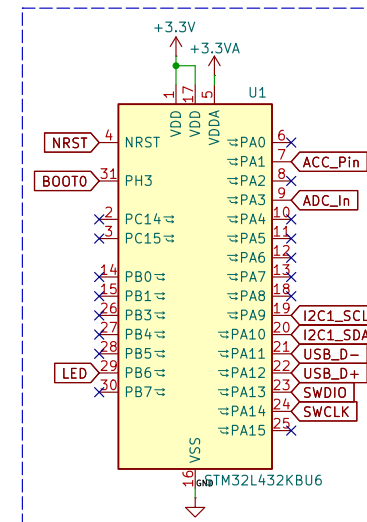 +3.3V
+3.3VA
U1
1
17
5
VDD
VDD
VDDA
NRST 4 NRST
BOOT0 31 PH3
2 PC14
3 PC15
14 PB0
15 PB1
26 PB3
27 PB4
28 PB5
LED 29 PB6
30 PB7
PA0 6
PA1 7 ACC_Pin
PA2 8
PA3 9 ADC_In
PA4 10
PA5 11
PA6 12
PA7 13
PA8 18
PA9 19 I2C1_SCL
PA10 20 I2C1_SDA
PA11 21 USB_D-
PA12 22 USB_D+
PA13 23 SWDIO
PA14 24 SWCLK
PA15 25
VSS
16
GND
STM32L432KBU6